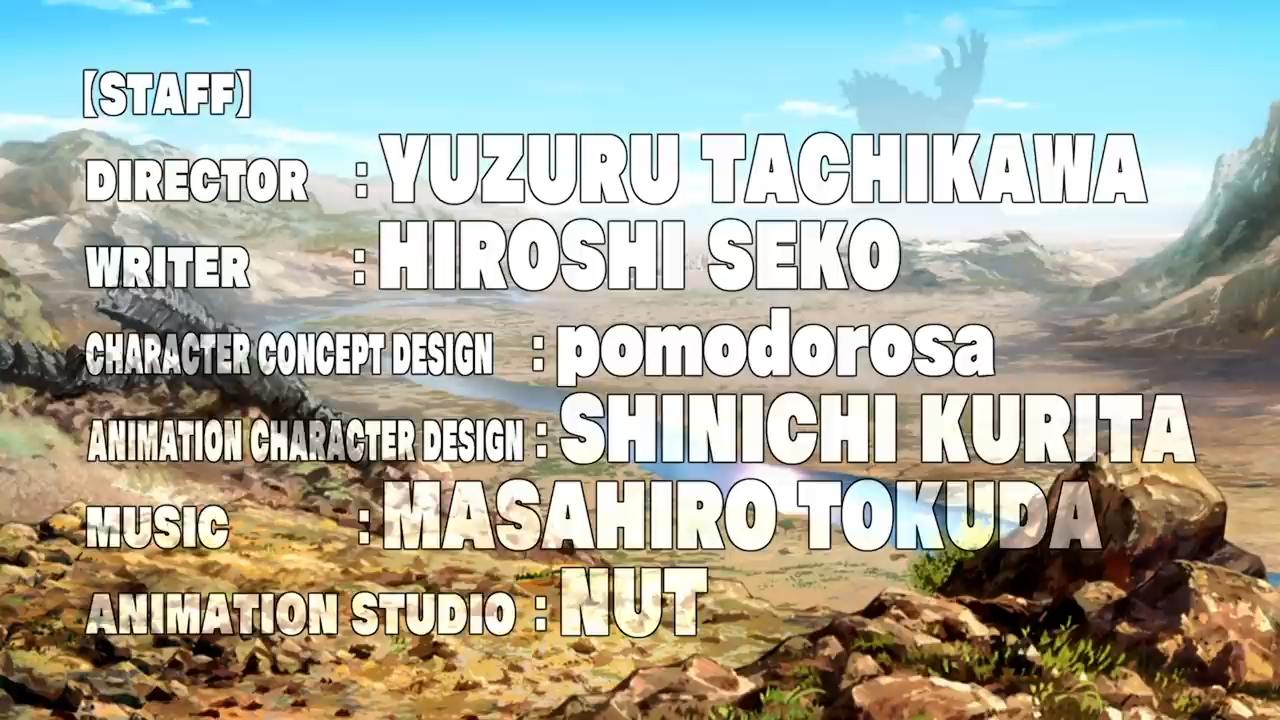 【STAFF】
DIRECTOR : YUZURU TACHIKAWA
WRITER : HIROSHI SEKO
CHARACTER CONCEPT DESIGN : pomodorosa
ANIMATION CHARACTER DESIGN : SHINICHI KURITA
MUSIC : MASAHIRO TOKUDA
ANIMATION STUDIO : NUT